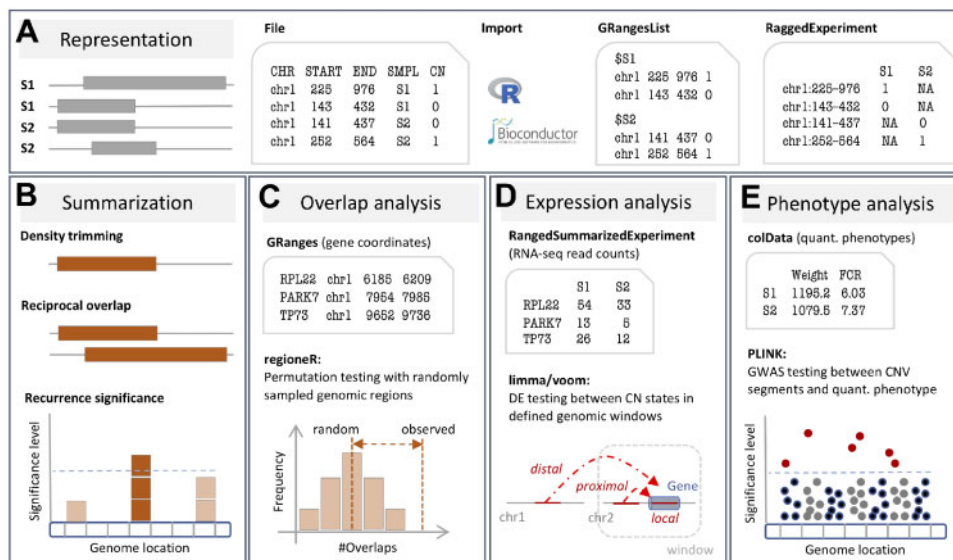 A Representation
S1
S1
S2
S2
File
CHR START END SMPL CN
chr1 225 976 S1 1
chr1 143 432 S1 0
chr1 141 437 S2 0
chr1 252 564 S2 1
Import
R
Bioconductor
GRangesList
$S1
chr1 225 976 1
chr1 143 432 0
$S2
chr1 141 437 0
chr1 252 564 1
RaggedExperiment
S1 S2
chr1:225-976 1 NA
chr1:143-432 0 NA
chr1:141-437 NA 0
chr1:252-564 NA 1
B Summarization
Density trimming
Reciprocal overlap
Recurrence significance
Significance level
Genome location
C Overlap analysis
GRanges (gene coordinates)
RPL22 chr1 6185 6209
PARK7 chr1 7954 7985
TP73 chr1 9652 9736
regioneR:
Permutation testing with randomly
sampled genomic regions
random observed
Frequency
#Overlaps
D Expression analysis
RangedSummarizedExperiment
(RNA-seq read counts)
S1 S2
RPL22 54 33
PARK7 13 5
TP73 26 12
limma/voom:
DE testing between CN states in
defined genomic windows
distal
proximal
Gene
local
chr1
chr2
window
E Phenotype analysis
colData (quant. phenotypes)
Weight FCR
S1 1195.2 6.03
S2 1079.5 7.37
PLINK:
GWAS testing between CNV
segments and quant. phenotype
Significance level
Genome location